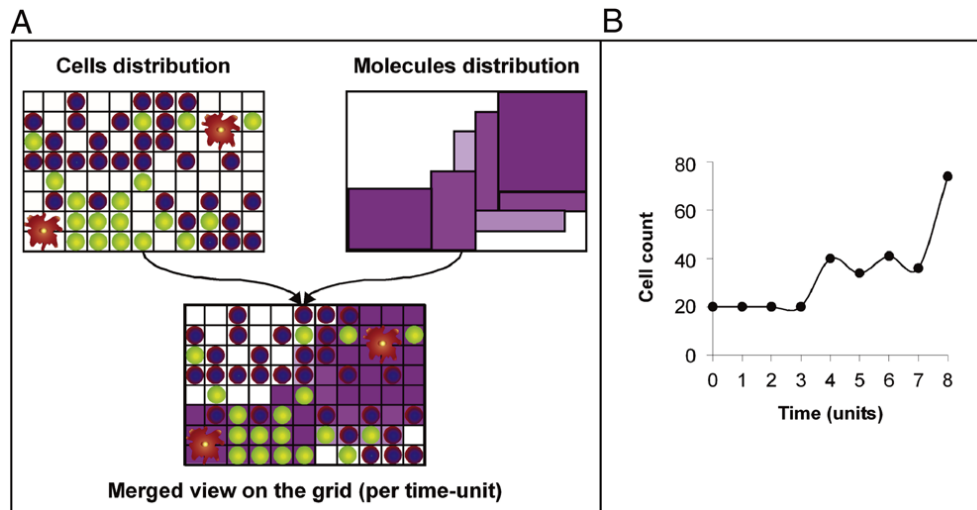 A
B
Cells distribution
Molecules distribution
Merged view on the grid (per time-unit)
Cell count
80
60
40
20
0
0 1 2 3 4 5 6 7 8
Time (units)